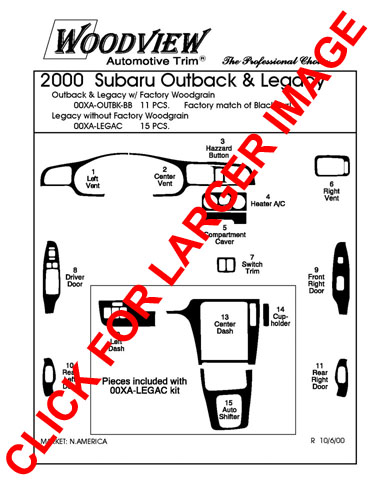 WOODVIEW
Automotive Trim®
The Professional Choice
2000 Subaru Outback & Legacy
Outback & Legacy w/ Factory Woodgrain
00XA-OUTBK-BB 11 PCS. Factory match of Black
Legacy without Factory Woodgrain
00XA-LEGAC 15 PCS.
3
Hazzard
Button
1
Left
Vent
2
Center
Vent
6
Right
Vent
4
Heater A/C
5
Compartment
Caver
7
Switch
Trim
8
Driver
Door
9
Front
Right
Door
13
Center
Dash
14
Cup-
holder
Left
Dash
10
Rear
Left
Door
11
Rear
Right
Door
Pieces included with
00XA-LEGAC kit
15
Auto
Shifter
MARKET: N.AMERICA
R 10/6/00
CLICK FOR LARGER IMAGE